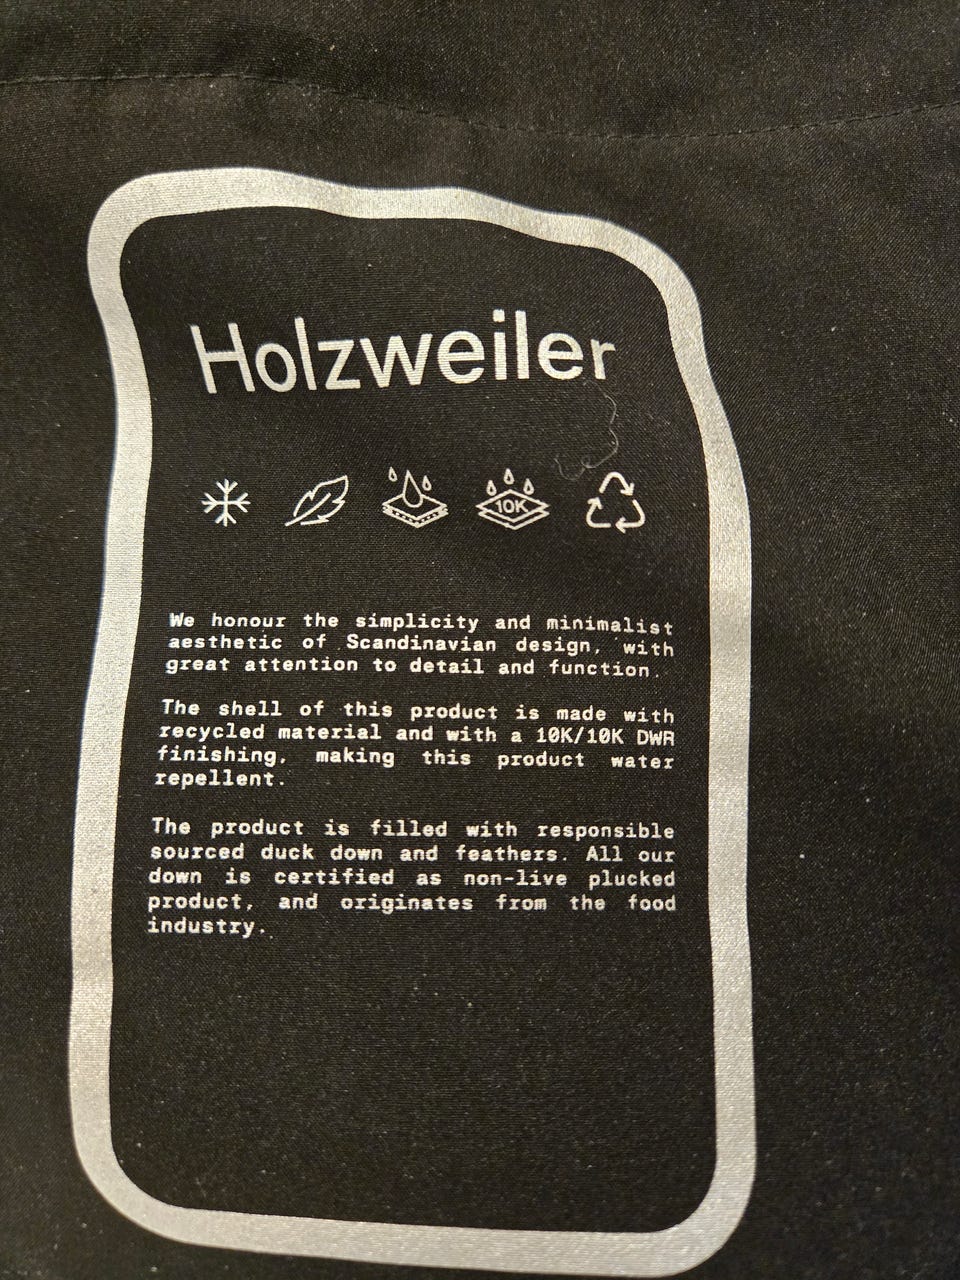 Holzweiler
10K
We honour the simplicity and minimalist
aesthetic of Scandinavian design, with
great attention to detail and function.
The shell of this product is made with
recycled material and with a 10K/10K DWR
finishing, making this product water
repellent.
The product is filled with responsible
sourced duck down and feathers. All our
down is certified as non-live plucked
product, and originates from the food
industry.